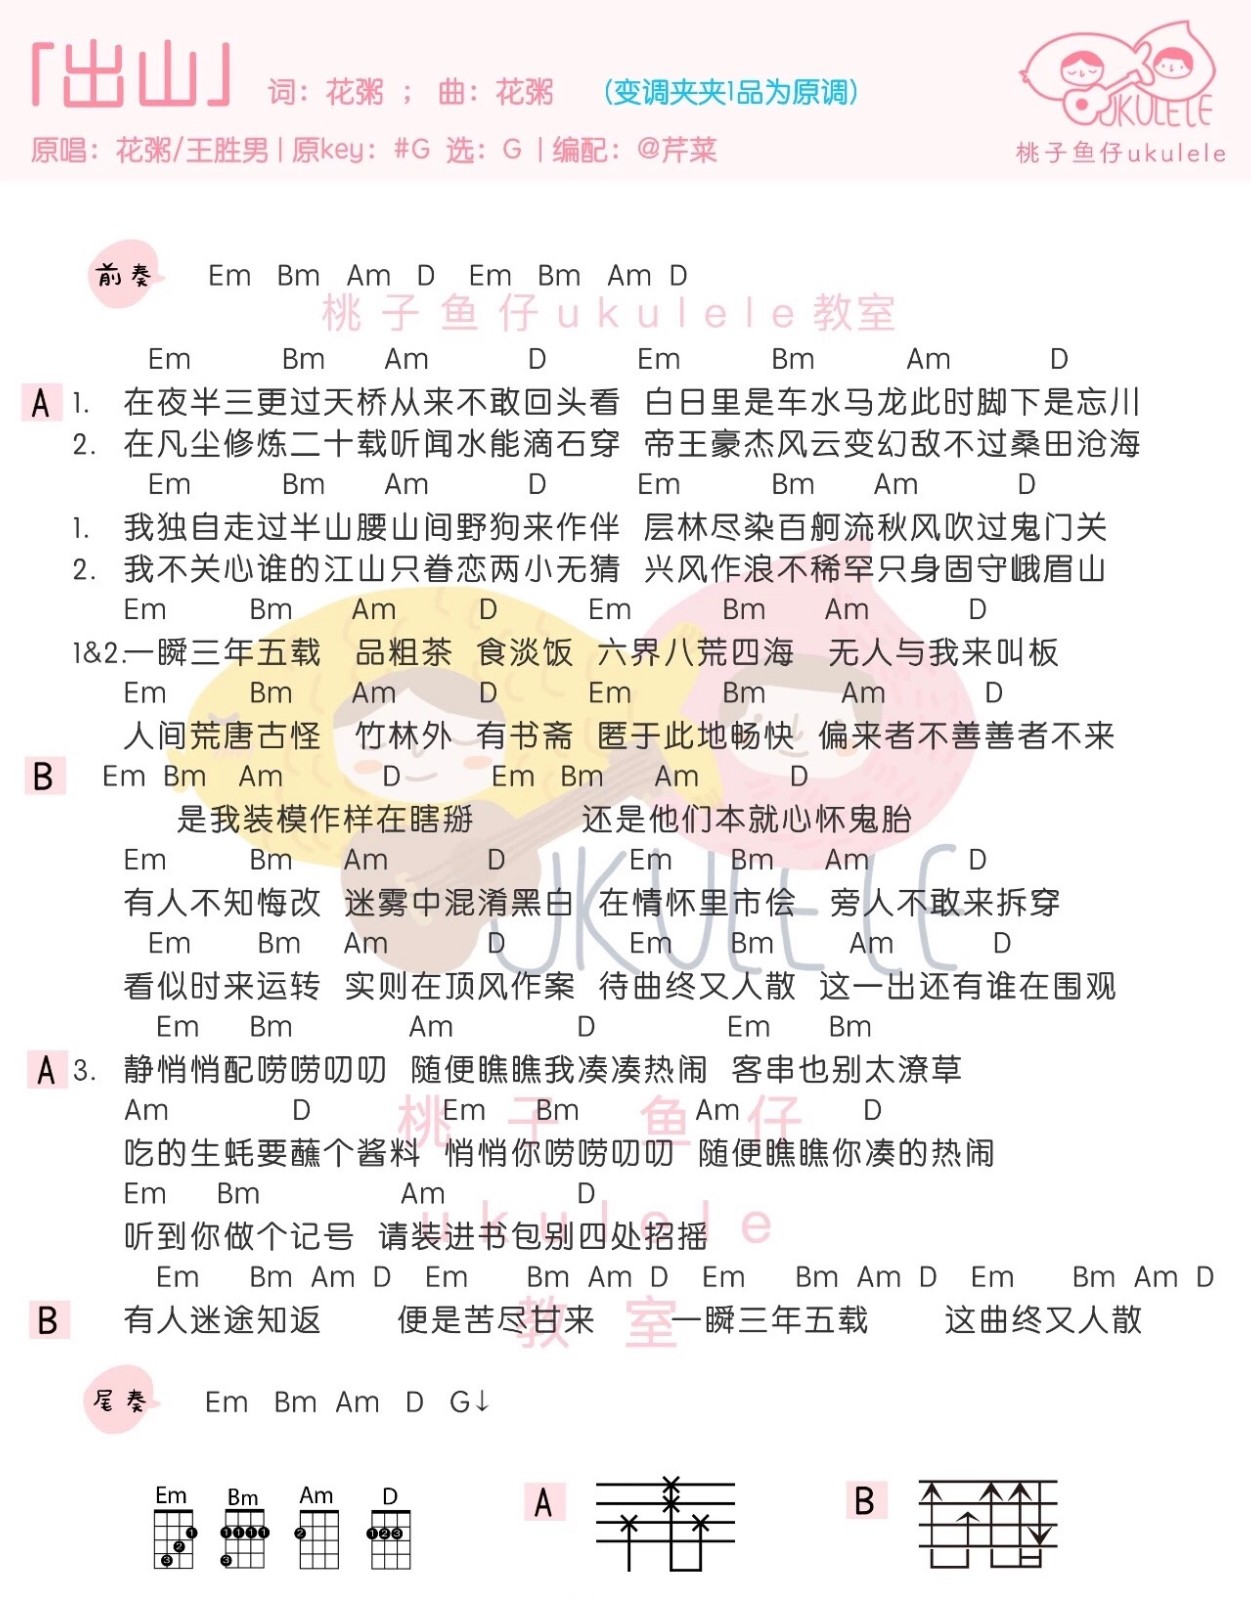 「出山」 词：花粥 ； 曲：花粥 （变调夹夹1品为原调）
原唱：花粥/王胜男 | 原key：#G 选：G | 编配：@芹菜
UKULELE
桃子鱼仔ukulele
前奏 Em Bm Am D Em Bm Am D
桃子鱼仔ukulele教室
Em Bm Am D Em Bm Am D
A 1. 在夜半三更过天桥从来不敢回头看 白日里是车水马龙此时脚下是忘川
2. 在凡尘修炼二十载听闻水能滴石穿 帝王豪杰风云变幻敌不过桑田沧海
Em Bm Am D Em Bm Am D
1. 我独自走过半山腰山间野狗来作伴 层林尽染百舸流秋风吹过鬼门关
2. 我不关心谁的江山只眷恋两小无猜 兴风作浪不稀罕只身固守峨眉山
Em Bm Am D Em Bm Am D
1&2.一瞬三年五载 品粗茶 食淡饭 六界八荒四海 无人与我来叫板
Em Bm Am D Em Bm Am D
人间荒唐古怪 竹林外 有书斋 匿于此地畅快 偏来者不善善者不来
B Em Bm Am D Em Bm Am D
是我装模作样在瞎掰 还是他们本就心怀鬼胎
Em Bm Am D Em Bm Am D
有人不知悔改 迷雾中混淆黑白 在情怀里市侩 旁人不敢来拆穿
UKULELE
Em Bm Am D Em Bm Am D
看似时来运转 实则在顶风作案 待曲终又人散 这一出还有谁在围观
Em Bm Am D Em Bm
A 3. 静悄悄配唠唠叨叨 随便瞧瞧我凑凑热闹 客串也别太潦草
Am D Em Bm Am D
桃子鱼仔
吃的生蚝要蘸个酱料 悄悄你唠唠叨叨 随便瞧瞧你凑的热闹
Em Bm Am D
ukulele
听到你做个记号 请装进书包别四处招摇
Em Bm Am D Em Bm Am D Em Bm Am D Em Bm Am D
B 有人迷途知返 便是苦尽甘来 一瞬三年五载 这曲终又人散
教室
尾奏 Em Bm Am D G↓
Em Bm Am D A B
1 2 3 1 1 1 1 3 2 1 2 3